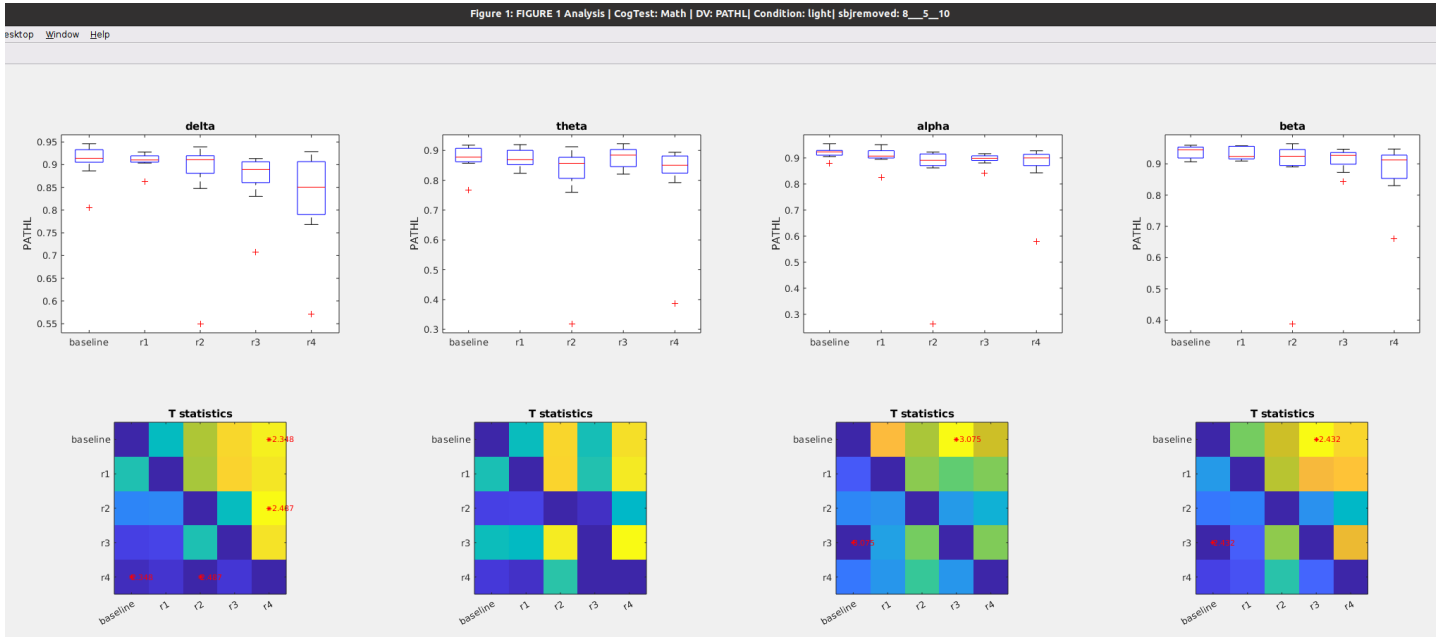 Figure 1: FIGURE 1 Analysis | CogTest: Math | DV: PATHL| Condition: light| sbjremoved: 8___5__10
esktop Window Help
delta
PATHL
0.95
0.9
0.85
0.8
0.75
0.7
0.65
0.6
0.55
baseline r1 r2 r3 r4
theta
PATHL
0.9
0.8
0.7
0.6
0.5
0.4
0.3
baseline r1 r2 r3 r4
alpha
PATHL
0.9
0.8
0.7
0.6
0.5
0.4
0.3
baseline r1 r2 r3 r4
beta
PATHL
0.9
0.8
0.7
0.6
0.5
0.4
baseline r1 r2 r3 r4
T statistics
baseline
r1
r2
r3
r4
2.348
baseline r1 r2 r3 r4
T statistics
baseline
r1
r2
r3
r4
baseline r1 r2 r3 r4
T statistics
baseline
r1
r2
r3
r4
3.075
baseline r1 r2 r3 r4
T statistics
baseline
r1
r2
r3
r4
2.432
baseline r1 r2 r3 r4